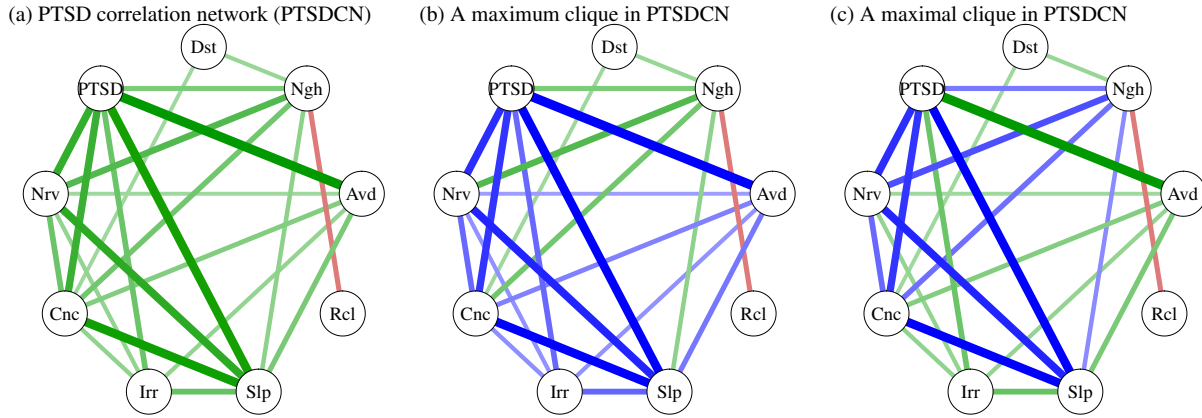 (a) PTSD correlation network (PTSDCN)
Dst
PTSD
Ngh
Nrv
Avd
Cnc
Rcl
Irr
Slp
(b) A maximum clique in PTSDCN
Dst
PTSD
Ngh
Nrv
Avd
Cnc
Rcl
Irr
Slp
(c) A maximal clique in PTSDCN
Dst
PTSD
Ngh
Nrv
Avd
Cnc
Rcl
Irr
Slp